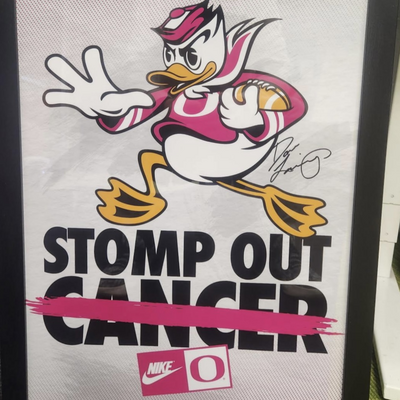 O
STOMP OUT
CANCER
NIKE O